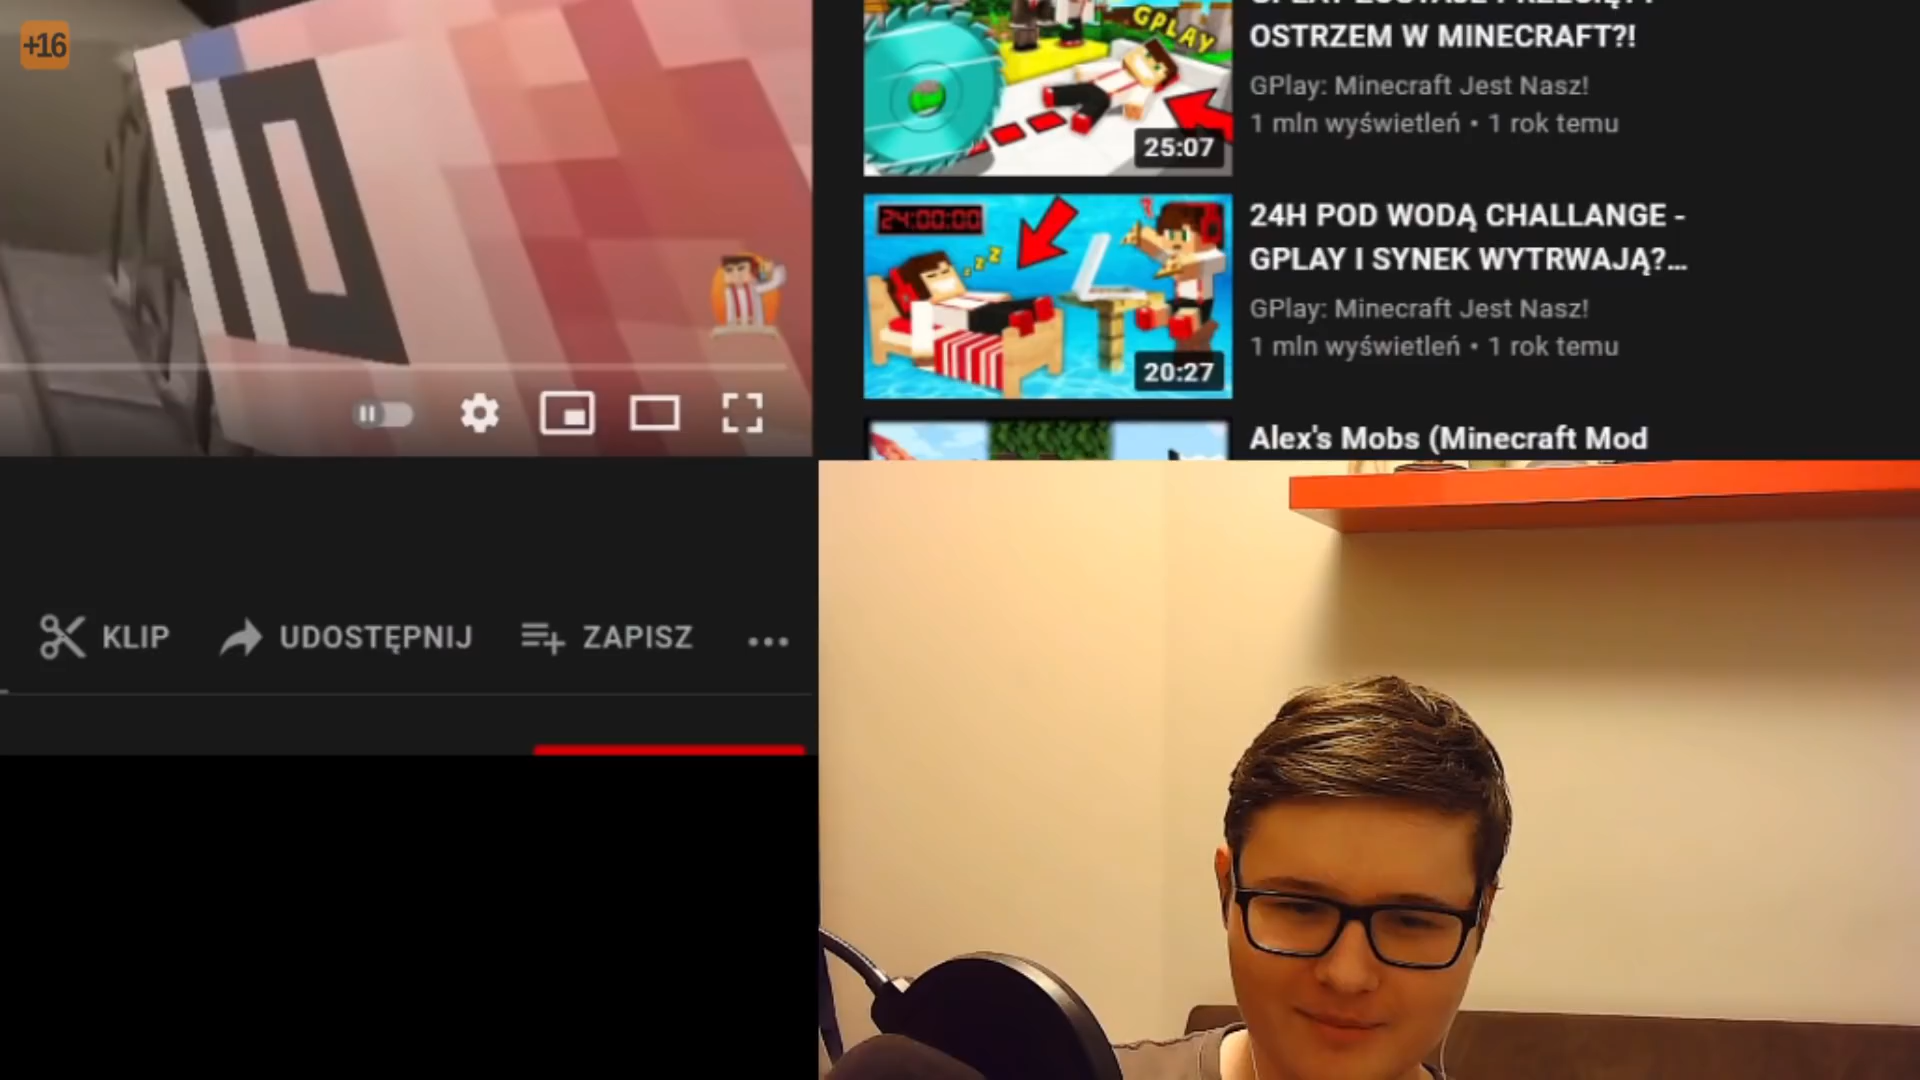 +16
GPLAY
25:07
OSTRZEM W MINECRAFT?!
GPlay: Minecraft Jest Nasz!
1 mln wyświetleń • 1 rok temu
24:00:00
zzz
20:27
24H POD WODĄ CHALLANGE -
GPLAY I SYNEK WYTRWAJĄ?...
GPlay: Minecraft Jest Nasz!
1 mln wyświetleń • 1 rok temu
Alex's Mobs (Minecraft Mod
KLIP
UDOSTĘPNIJ
ZAPISZ